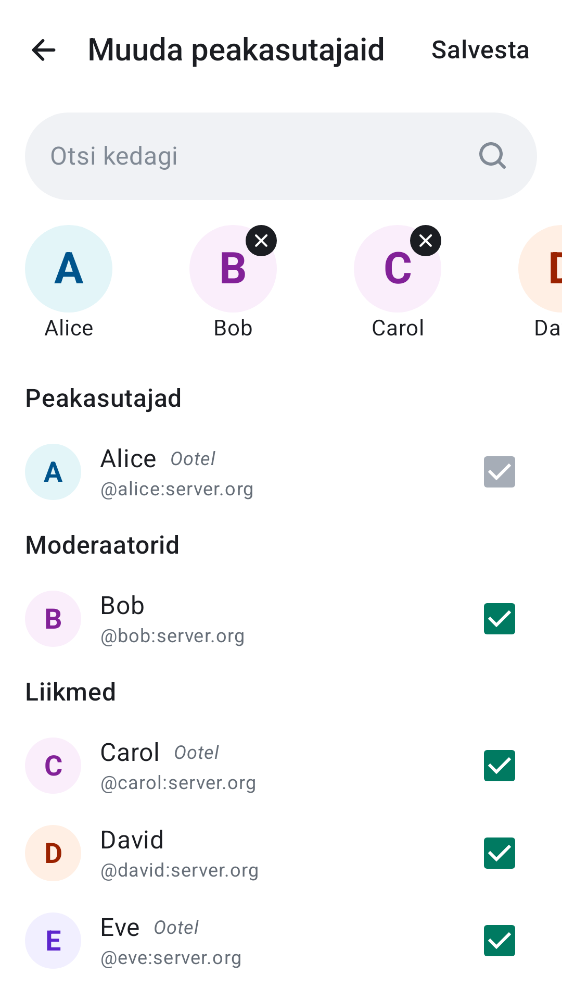 Muuda peakasutajaid Salvesta
Otsi kedagi
A B C D
Alice Bob Carol Da
Peakasutajad
A Alice Ootel
@alice:server.org
Moderaatorid
B Bob
@bob:server.org
Liikmed
C Carol Ootel
@carol:server.org
D David
@david:server.org
E Eve Ootel
@eve:server.org